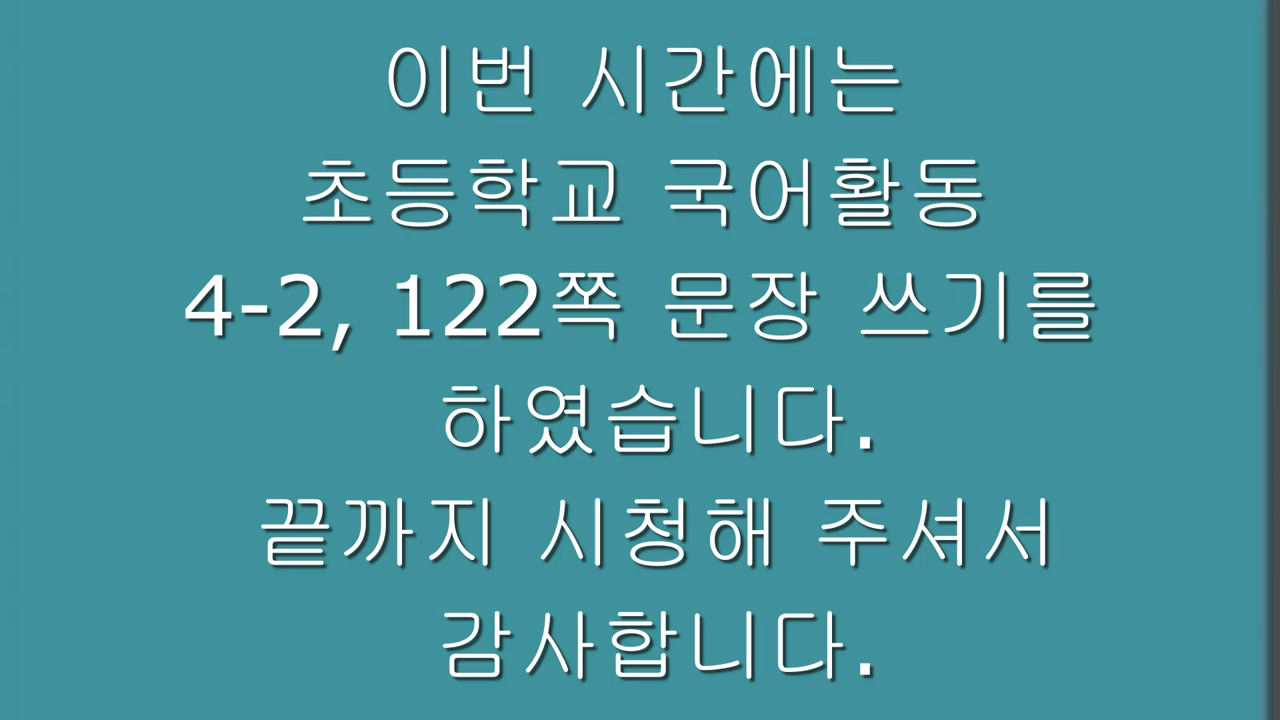 이번 시간에는
초등학교 국어활동
4-2, 122쪽 문장 쓰기를
하였습니다.
끝까지 시청해 주셔서
감사합니다.